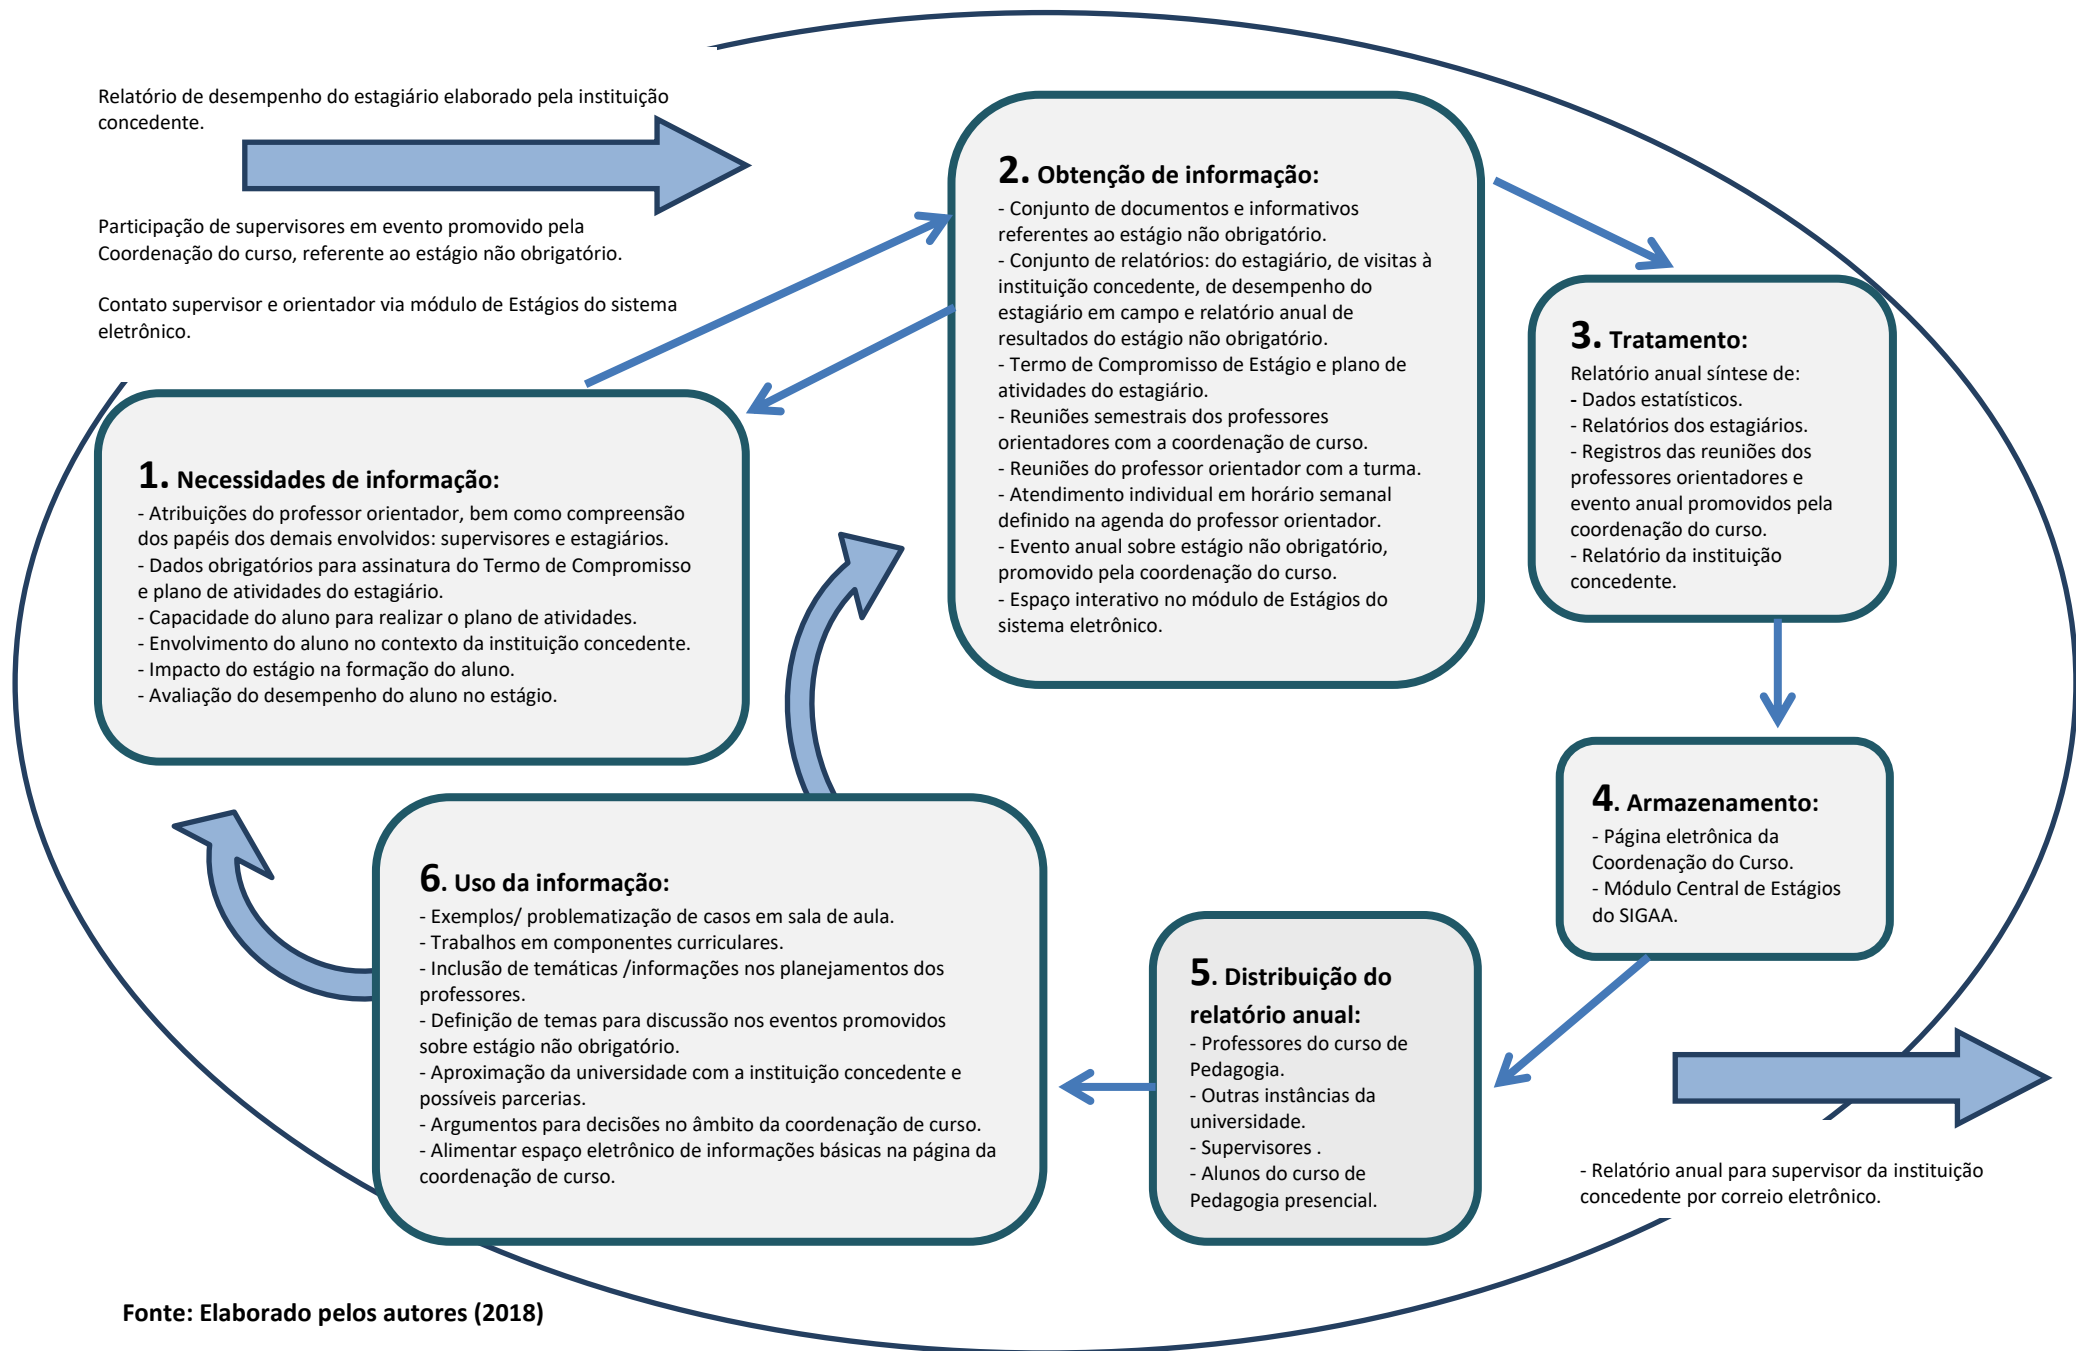 Relatório de desempenho do estagiário elaborado pela instituição
concedente.
Participação de supervisores em evento promovido pela
Coordenação do curso, referente ao estágio não obrigatório.
Contato supervisor e orientador via módulo de Estágios do sistema
eletrônico.
1. Necessidades de informação:
- Atribuições do professor orientador, bem como compreensão
dos papéis dos demais envolvidos: supervisores e estagiários.
- Dados obrigatórios para assinatura do Termo de Compromisso
e plano de atividades do estagiário.
- Capacidade do aluno para realizar o plano de atividades.
- Envolvimento do aluno no contexto da instituição concedente.
- Impacto do estágio na formação do aluno.
- Avaliação do desempenho do aluno no estágio.
2. Obtenção de informação:
- Conjunto de documentos e informativos
referentes ao estágio não obrigatório.
- Conjunto de relatórios: do estagiário, de visitas à
instituição concedente, de desempenho do
estagiário em campo e relatório anual de
resultados do estágio não obrigatório.
- Termo de Compromisso de Estágio e plano de
atividades do estagiário.
- Reuniões semestrais dos professores
orientadores com a coordenação de curso.
- Reuniões do professor orientador com a turma.
- Atendimento individual em horário semanal
definido na agenda do professor orientador.
- Evento anual sobre estágio não obrigatório,
promovido pela coordenação do curso.
- Espaço interativo no módulo de Estágios do
sistema eletrônico.
3. Tratamento:
Relatório anual síntese de:
- Dados estatísticos.
- Relatórios dos estagiários.
- Registros das reuniões dos
professores orientadores e
evento anual promovidos pela
coordenação do curso.
- Relatório da instituição
concedente.
4. Armazenamento:
- Página eletrônica da
Coordenação do Curso.
- Módulo Central de Estágios
do SIGAA.
5. Distribuição do
relatório anual:
- Professores do curso de
Pedagogia.
- Outras instâncias da
universidade.
- Supervisores .
- Alunos do curso de
Pedagogia presencial.
6. Uso da informação:
- Exemplos/ problematização de casos em sala de aula.
- Trabalhos em componentes curriculares.
- Inclusão de temáticas /informações nos planejamentos dos
professores.
- Definição de temas para discussão nos eventos promovidos
sobre estágio não obrigatório.
- Aproximação da universidade com a instituição concedente e
possíveis parcerias.
- Argumentos para decisões no âmbito da coordenação de curso.
- Alimentar espaço eletrônico de informações básicas na página da
coordenação de curso.
- Relatório anual para supervisor da instituição
concedente por correio eletrônico.
Fonte: Elaborado pelos autores (2018)